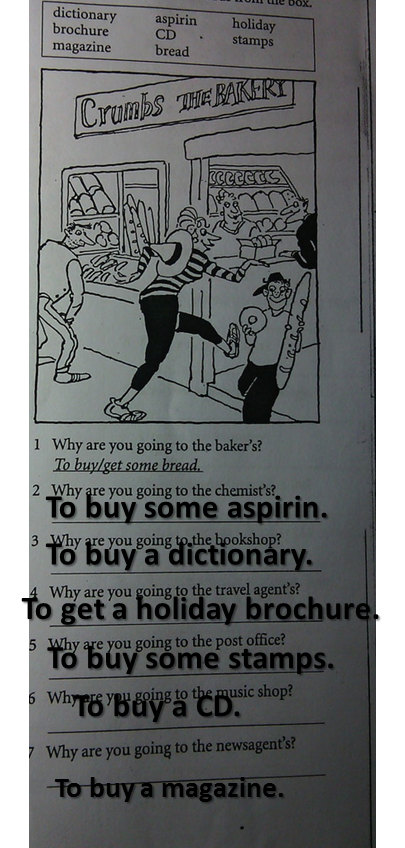 from the box.
dictionary aspirin holiday
brochure CD stamps
magazine bread
Crumbs THE BAKERY
1 Why are you going to the baker's?
To buy/get some bread.
2 Why are you going to the chemist's?
To buy some aspirin.
3 Why are you going to the bookshop?
To buy a dictionary.
4 Why are you going to the travel agent's?
To get a holiday brochure.
5 Why are you going to the post office?
To buy some stamps.
6 Why are you going to the music shop?
To buy a CD.
7 Why are you going to the newsagent's?
To buy a magazine.